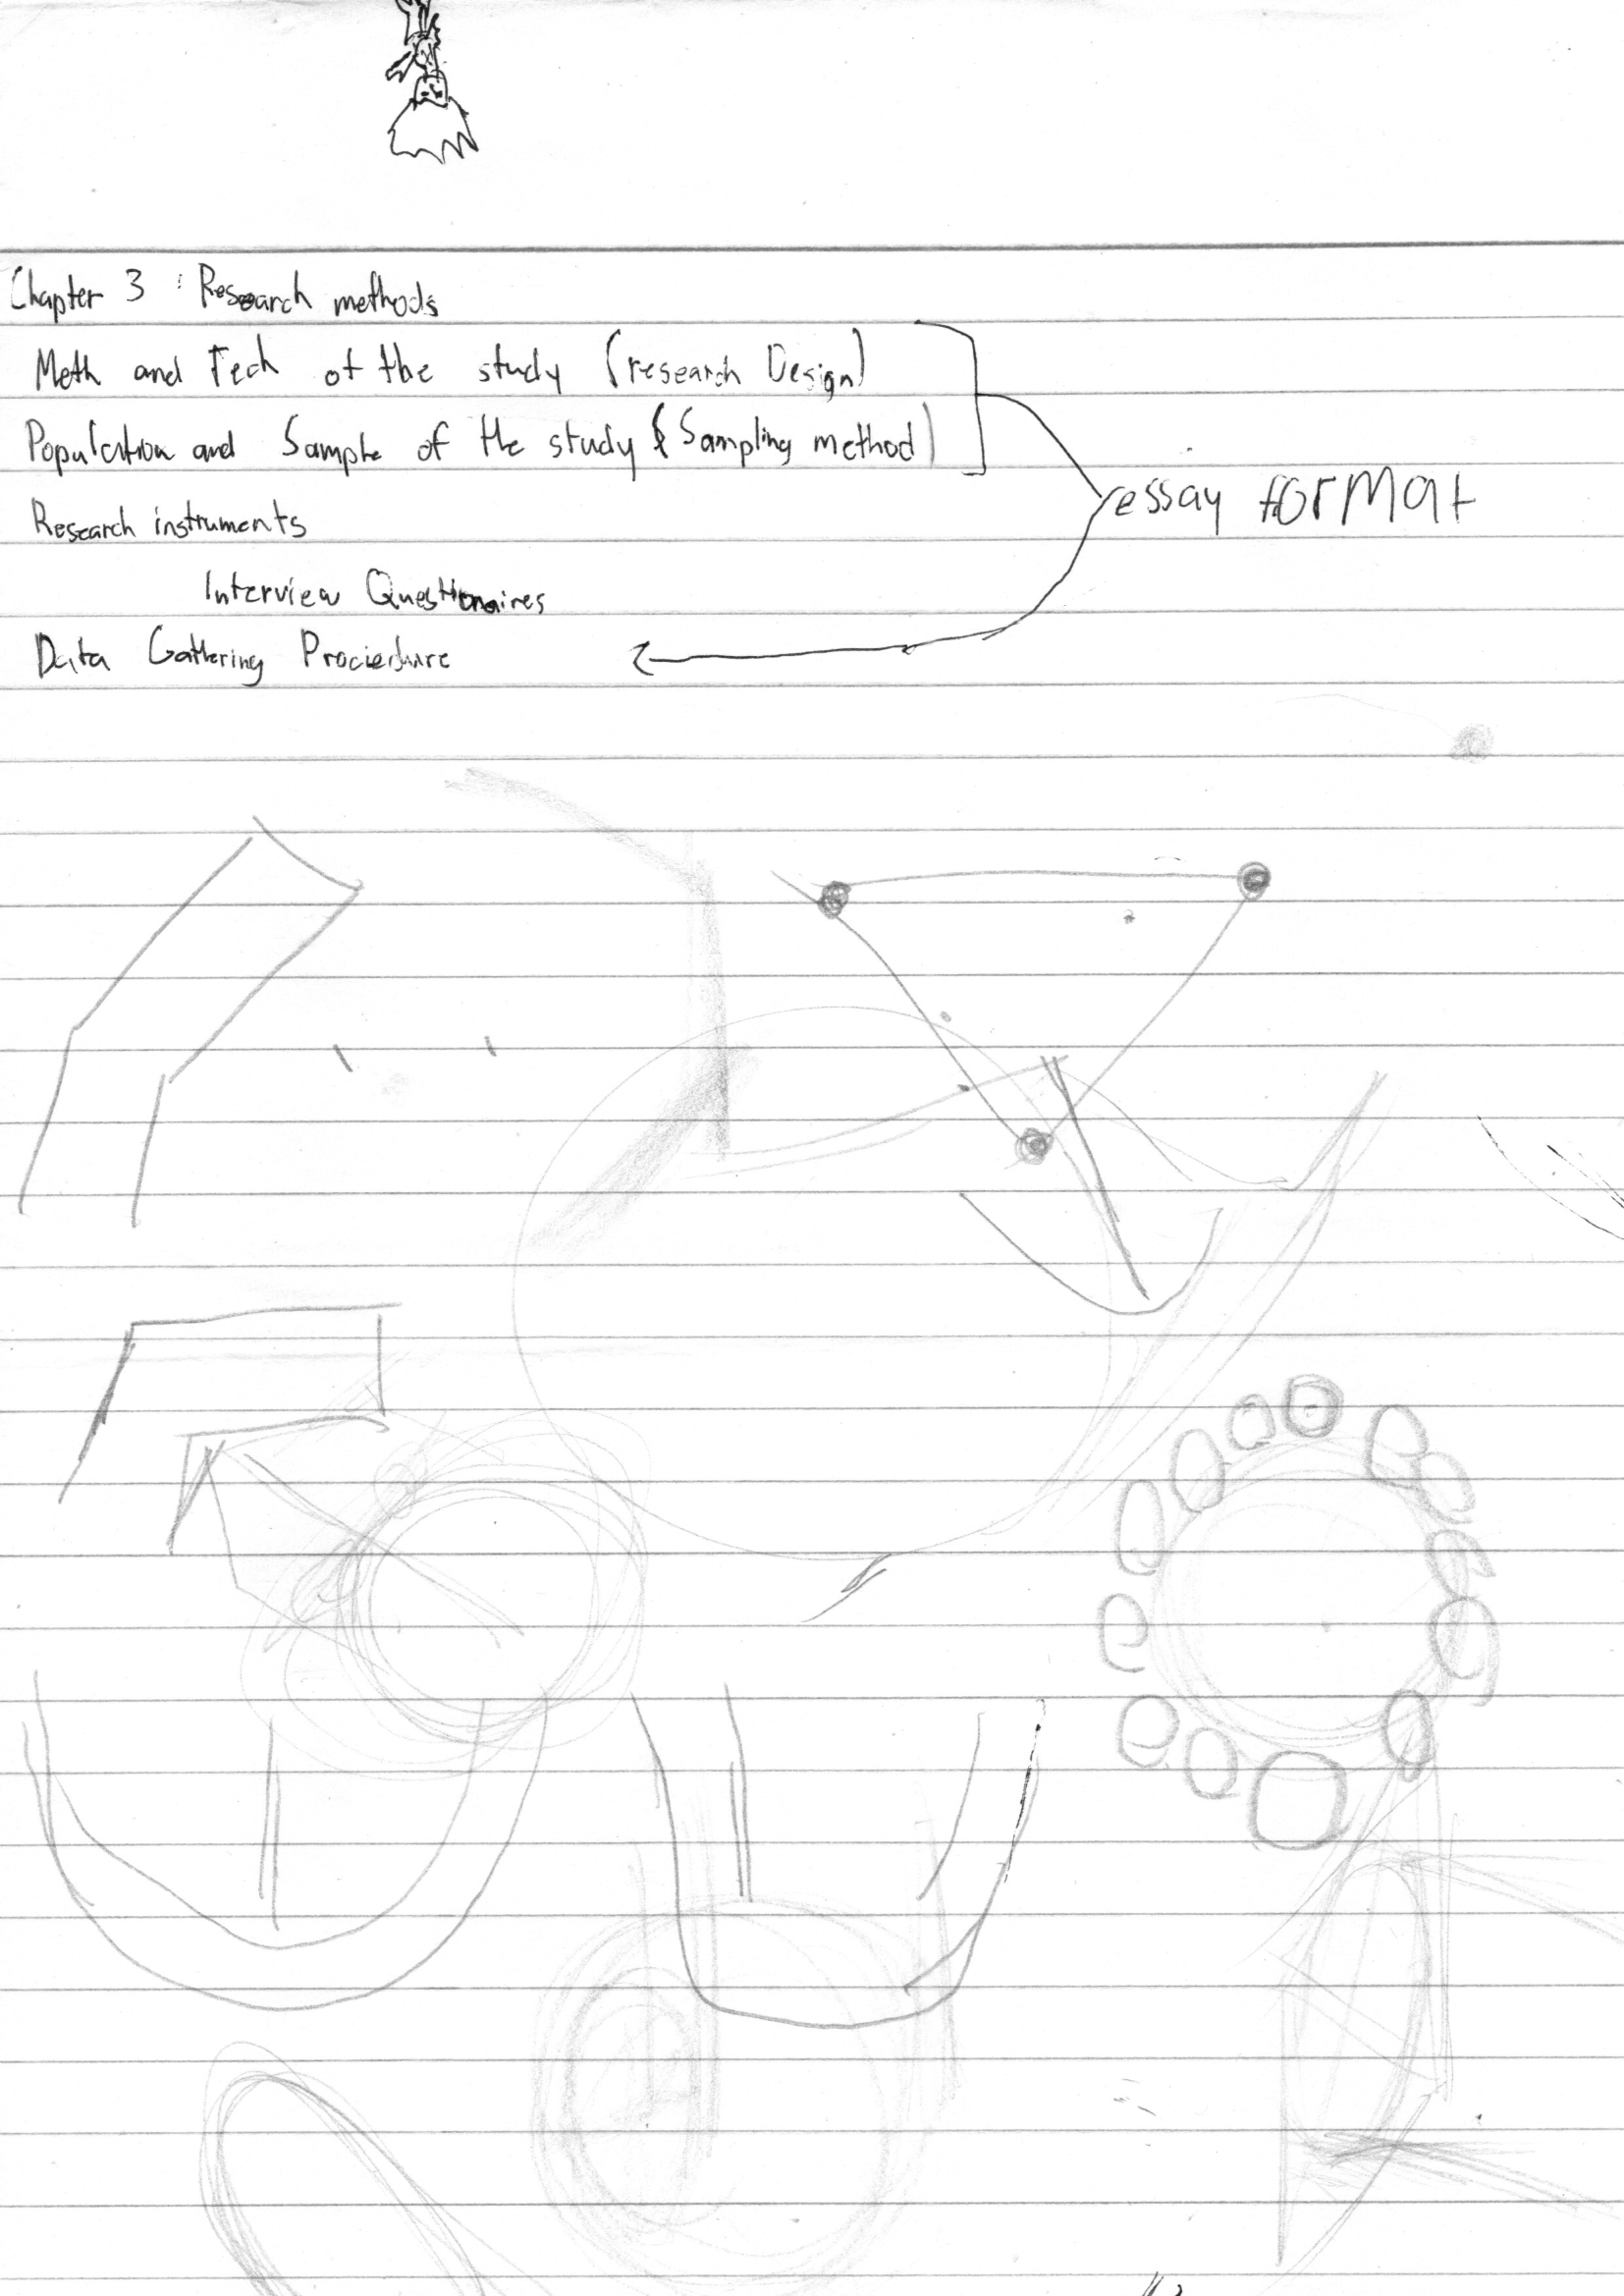 Chapter 3 : Research methods
Meth and Tech of the study (research Design)
Population and Sample of the study (Sampling method)
essay forMat
Research instruments
Interview Questionaires
Data Gathering Prociedure